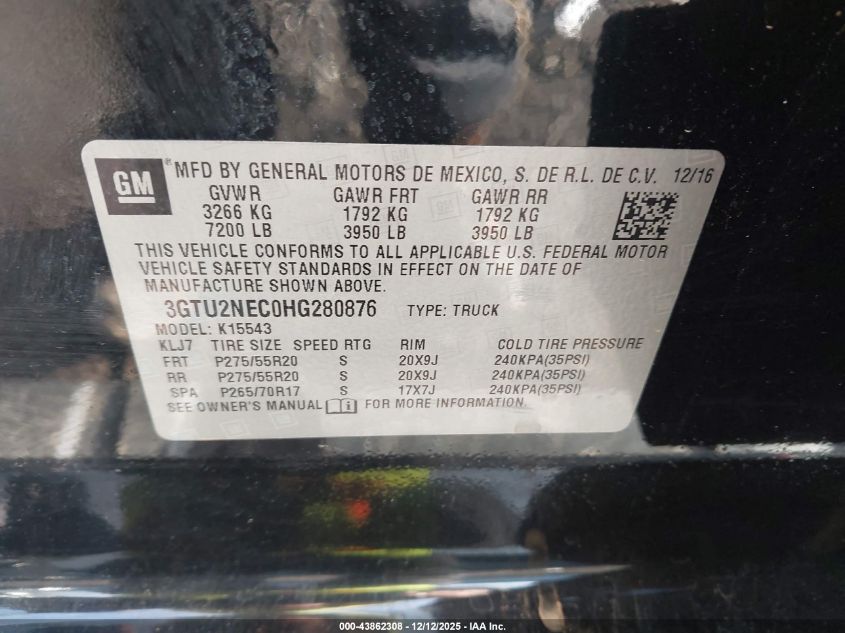 GM ® MFD BY GENERAL MOTORS DE MEXICO, S. DE R.L. DE C.V. 12/16
GVWR GAWR FRT GAWR RR
3266 KG 1792 KG 1792 KG
7200 LB 3950 LB 3950 LB
THIS VEHICLE CONFORMS TO ALL APPLICABLE U.S. FEDERAL MOTOR
VEHICLE SAFETY STANDARDS IN EFFECT ON THE DATE OF
MANUFACTURE SHOWN ABOVE.
3GTU2NEC0HG280876 TYPE: TRUCK
MODEL: K15543
KLJ7 TIRE SIZE SPEED RTG RIM COLD TIRE PRESSURE
FRT P275/55R20 S 20X9J 240KPA(35PSI)
RR P275/55R20 S 20X9J 240KPA(35PSI)
SPA P265/70R17 S 17X7J 240KPA(35PSI)
SEE OWNER'S MANUAL FOR MORE INFORMATION.
000-43862308 - 12/12/2025 - IAA Inc.